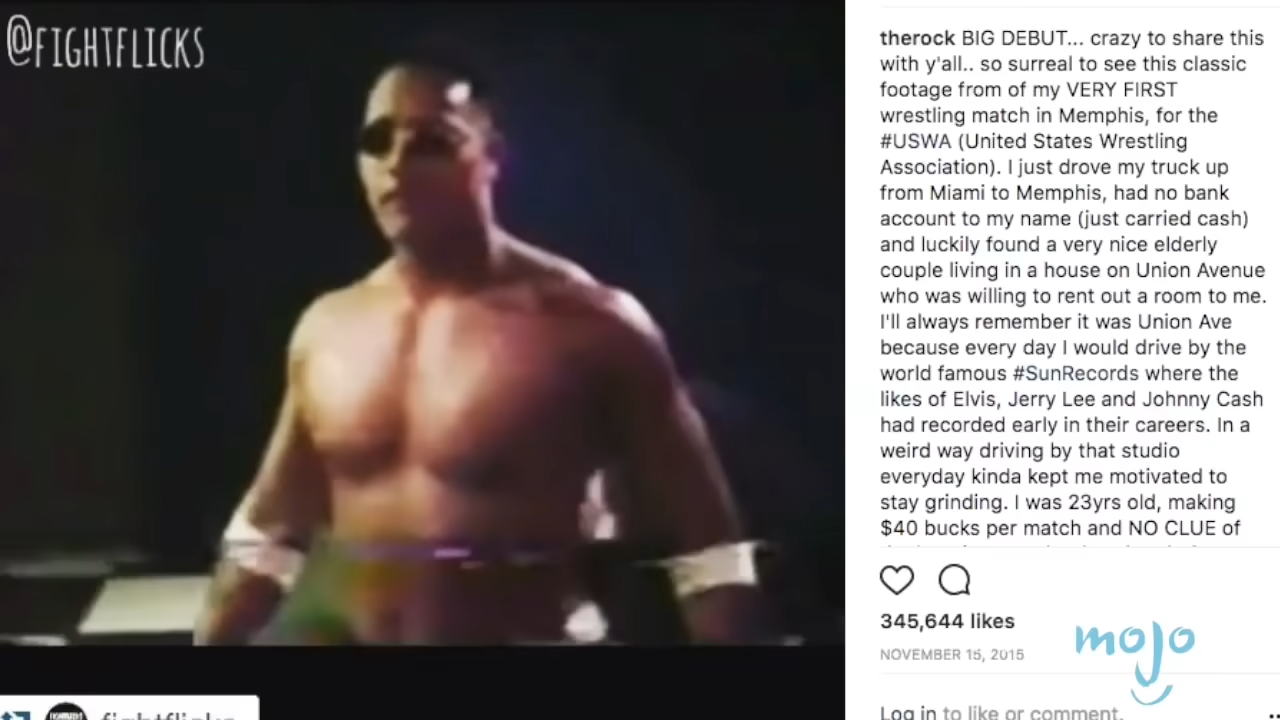 @FIGHTFLICKS
therock BIG DEBUT... crazy to share this
with y'all.. so surreal to see this classic
footage from of my VERY FIRST
wrestling match in Memphis, for the
#USWA (United States Wrestling
Association). I just drove my truck up
from Miami to Memphis, had no bank
account to my name (just carried cash)
and luckily found a very nice elderly
couple living in a house on Union Avenue
who was willing to rent out a room to me.
I'll always remember it was Union Ave
because every day I would drive by the
world famous #SunRecords where the
likes of Elvis, Jerry Lee and Johnny Cash
had recorded early in their careers. In a
weird way driving by that studio
everyday kinda kept me motivated to
stay grinding. I was 23yrs old, making
$40 bucks per match and NO CLUE of
345,644 likes
NOVEMBER 15, 2015
mojo
Log in to like or comment.
fightflicks